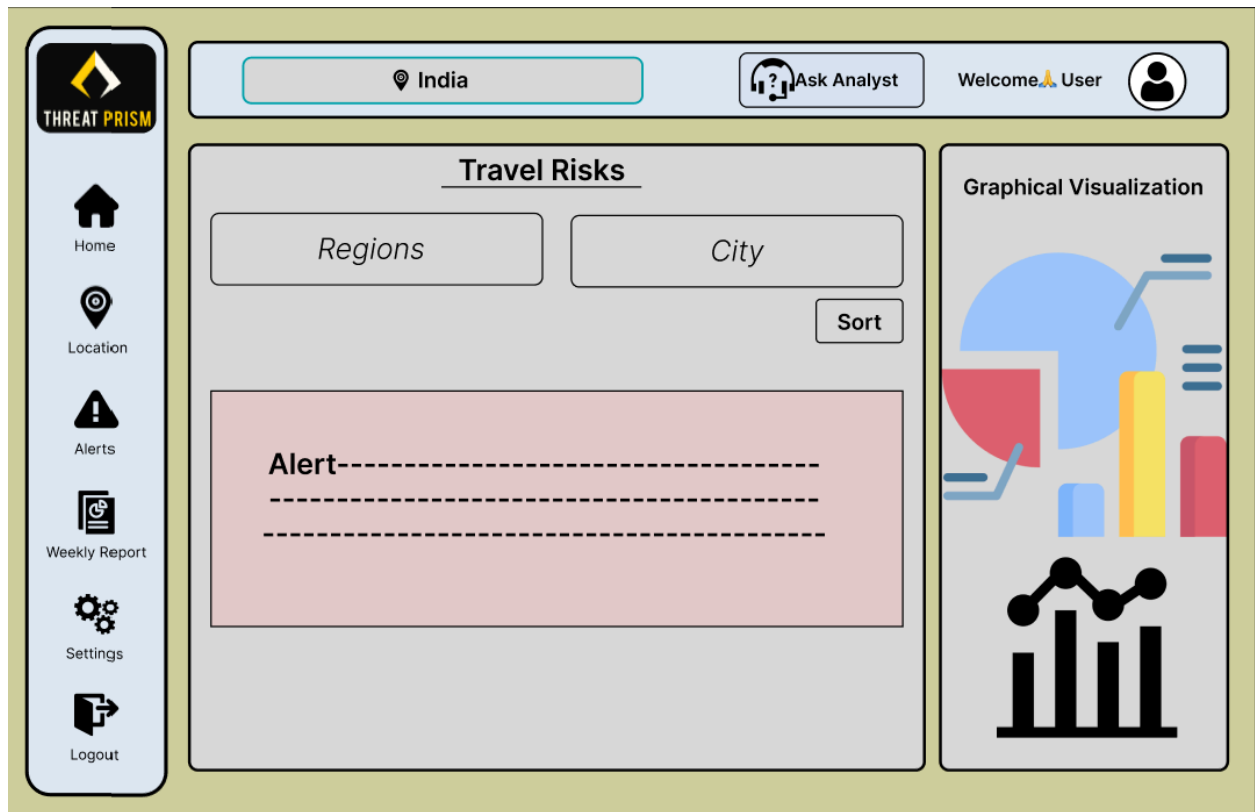 THREAT PRISM
Home
Location
Alerts
Weekly Report
Settings
Logout
India
Ask Analyst
Welcome🙏 User
Travel Risks
Regions
City
Sort
Alert------------------------------------
-----------------------------------------
------------------------------------------
Graphical Visualization